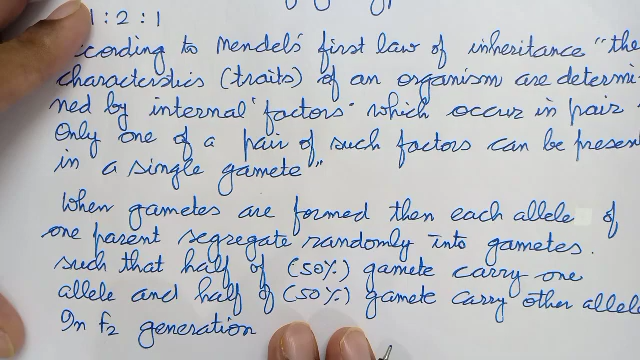 1 : 2 : 1
ccording to Mendel's first law of inheritance "the
characteristics (traits) of an organism are determi-
ned by internal 'factors' which occur in pair.
Only one of a pair of such factors can be present
in a single gamete"
When gametes are formed then each allele of
one parent segregate randomly into gametes.
such that half of (50%) gamete carry one
allele and half of (50%) gamete carry other allele
In f2 generation